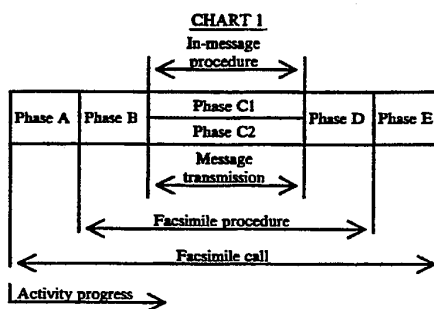 CHART 1
In-message
procedure
Phase A Phase B Phase C1 Phase D Phase E
Phase C2
Message
transmission
Facsimile procedure
Facsimile call
Activity progress